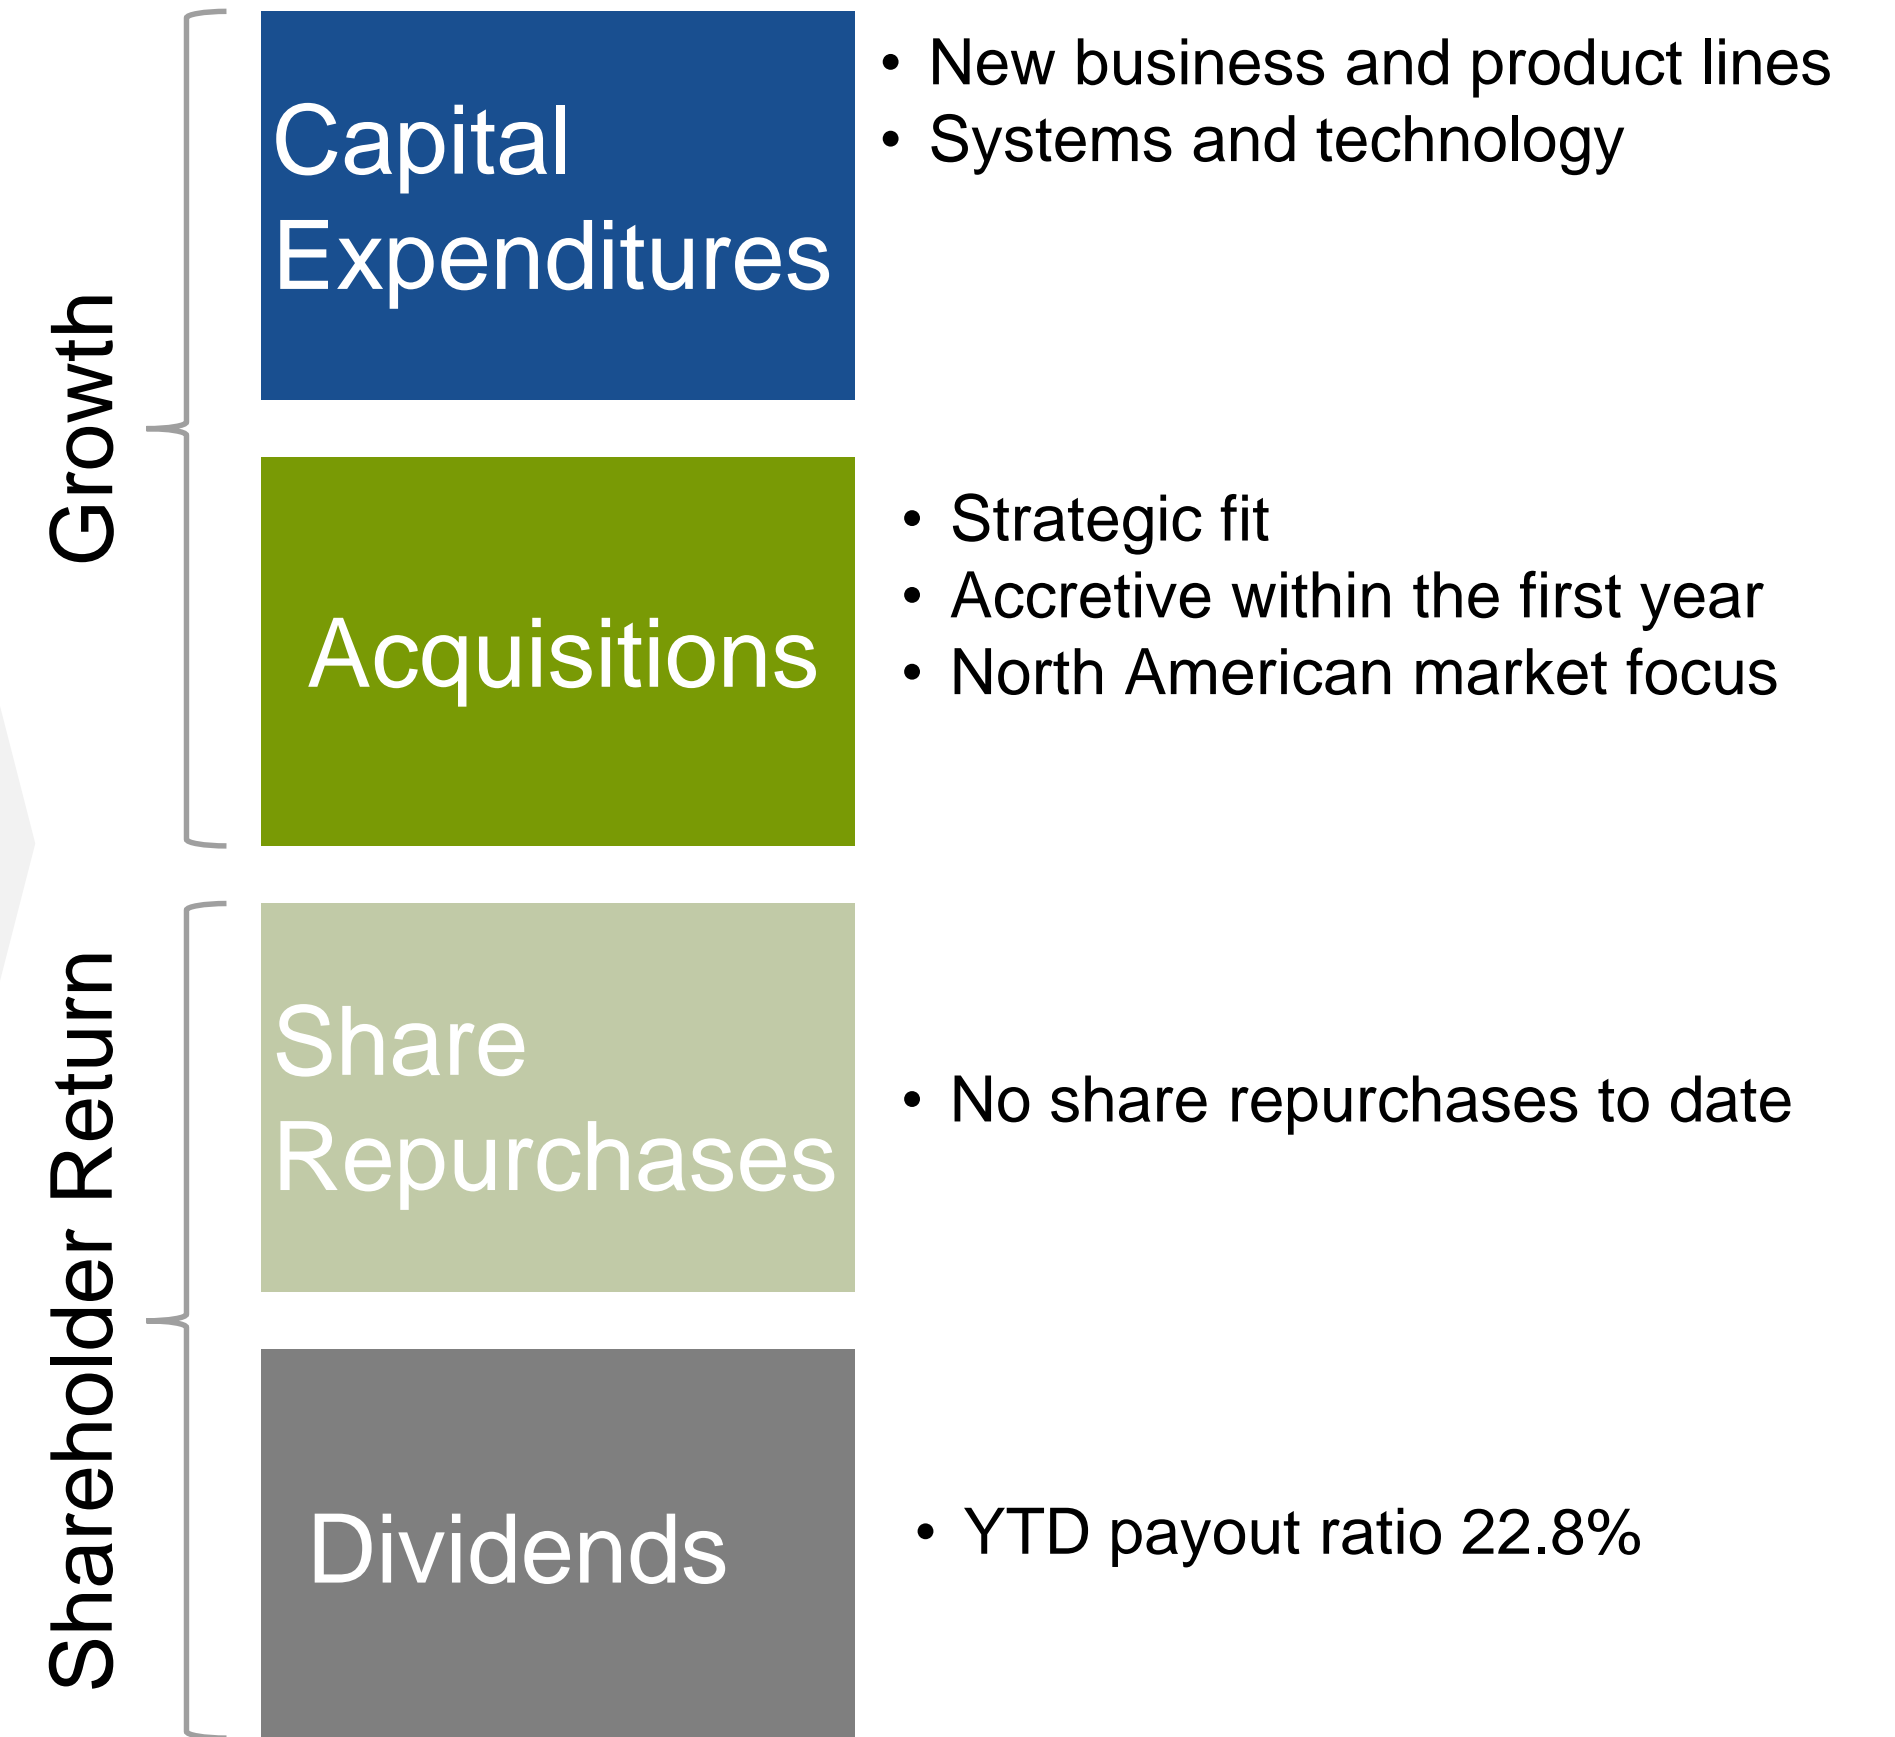 Growth
Capital
Expenditures
• New business and product lines
• Systems and technology
Acquisitions
• Strategic fit
• Accretive within the first year
• North American market focus
Shareholder Return
Share
Repurchases
• No share repurchases to date
Dividends
• YTD payout ratio 22.8%